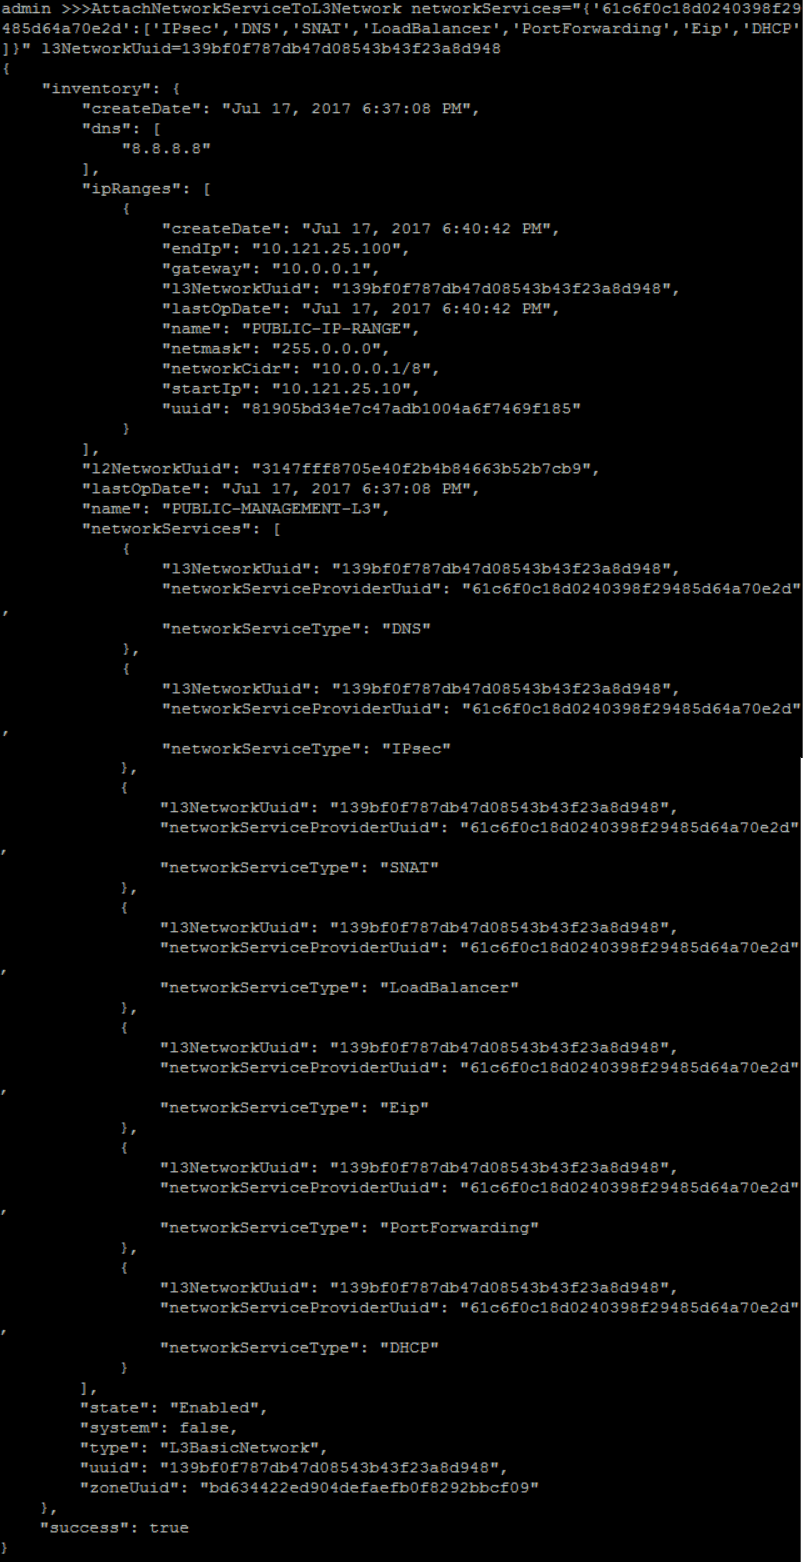 admin >>>AttachNetworkServiceToL3Network networkServices="{'61c6f0c18d0240398f29
485d64a70e2d':['IPsec','DNS','SNAT','LoadBalancer','PortForwarding','Eip','DHCP'
]}" l3NetworkUuid=139bf0f787db47d08543b43f23a8d948
{
    "inventory": {
        "createDate": "Jul 17, 2017 6:37:08 PM",
        "dns": [
            "8.8.8.8"
        ],
        "ipRanges": [
            {
                "createDate": "Jul 17, 2017 6:40:42 PM",
                "endIp": "10.121.25.100",
                "gateway": "10.0.0.1",
                "l3NetworkUuid": "139bf0f787db47d08543b43f23a8d948",
                "lastOpDate": "Jul 17, 2017 6:40:42 PM",
                "name": "PUBLIC-IP-RANGE",
                "netmask": "255.0.0.0",
                "networkCidr": "10.0.0.1/8",
                "startIp": "10.121.25.10",
                "uuid": "81905bd34e7c47adb1004a6f7469f185"
            }
        ],
        "l2NetworkUuid": "3147fff8705e40f2b4b84663b52b7cb9",
        "lastOpDate": "Jul 17, 2017 6:37:08 PM",
        "name": "PUBLIC-MANAGEMENT-L3",
        "networkServices": [
            {
                "l3NetworkUuid": "139bf0f787db47d08543b43f23a8d948",
                "networkServiceProviderUuid": "61c6f0c18d0240398f29485d64a70e2d"
,
                "networkServiceType": "DNS"
            },
            {
                "l3NetworkUuid": "139bf0f787db47d08543b43f23a8d948",
                "networkServiceProviderUuid": "61c6f0c18d0240398f29485d64a70e2d"
,
                "networkServiceType": "IPsec"
            },
            {
                "l3NetworkUuid": "139bf0f787db47d08543b43f23a8d948",
                "networkServiceProviderUuid": "61c6f0c18d0240398f29485d64a70e2d"
,
                "networkServiceType": "SNAT"
            },
            {
                "l3NetworkUuid": "139bf0f787db47d08543b43f23a8d948",
                "networkServiceProviderUuid": "61c6f0c18d0240398f29485d64a70e2d"
,
                "networkServiceType": "LoadBalancer"
            },
            {
                "l3NetworkUuid": "139bf0f787db47d08543b43f23a8d948",
                "networkServiceProviderUuid": "61c6f0c18d0240398f29485d64a70e2d"
,
                "networkServiceType": "Eip"
            },
            {
                "l3NetworkUuid": "139bf0f787db47d08543b43f23a8d948",
                "networkServiceProviderUuid": "61c6f0c18d0240398f29485d64a70e2d"
,
                "networkServiceType": "PortForwarding"
            },
            {
                "l3NetworkUuid": "139bf0f787db47d08543b43f23a8d948",
                "networkServiceProviderUuid": "61c6f0c18d0240398f29485d64a70e2d"
,
                "networkServiceType": "DHCP"
            }
        ],
        "state": "Enabled",
        "system": false,
        "type": "L3BasicNetwork",
        "uuid": "139bf0f787db47d08543b43f23a8d948",
        "zoneUuid": "bd634422ed904defaefb0f8292bbcf09"
    },
    "success": true
}